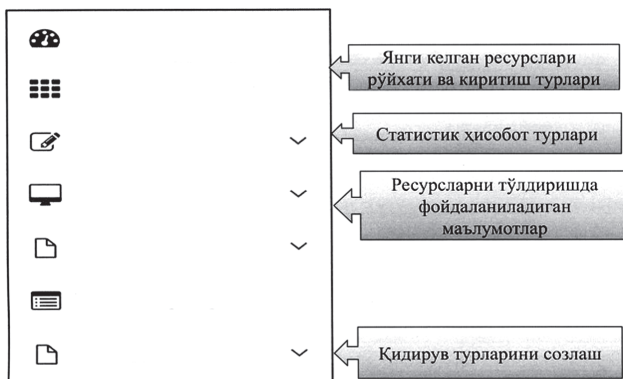 Янги келган ресурслари
рўйхати ва киритиш турлари
Статистик ҳисобот турлари
Ресурсларни тўлдиришда
фойдаланиладиган
маълумотлар
Қидирув турларини созлаш